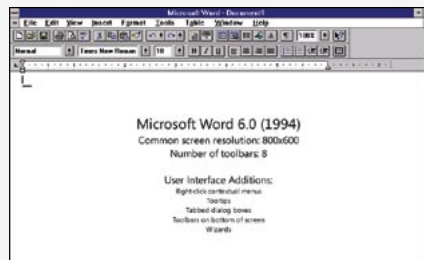 Microsoft Word - Document1
File Edit View Insert Format Tools Table Window Help
100%
Normal Times New Roman 10 B I U
Microsoft Word 6.0 (1994)
Common screen resolution: 800x600
Number of toolbars: 8
User Interface Additions:
Right-click contextual menus
Tooltips
Tabbed dialog boxes
Toolbars on bottom of screen
Wizards